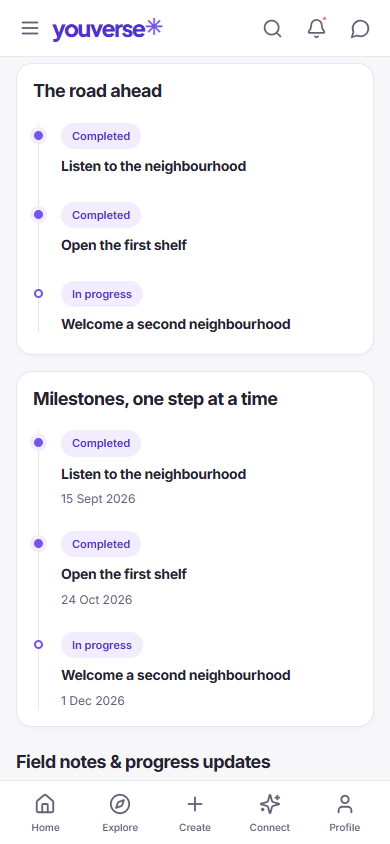 youverse
The road ahead
Completed
Listen to the neighbourhood
Completed
Open the first shelf
In progress
Welcome a second neighbourhood
Milestones, one step at a time
Completed
Listen to the neighbourhood
15 Sept 2026
Completed
Open the first shelf
24 Oct 2026
In progress
Welcome a second neighbourhood
1 Dec 2026
Field notes & progress updates
Home Explore Create Connect Profile